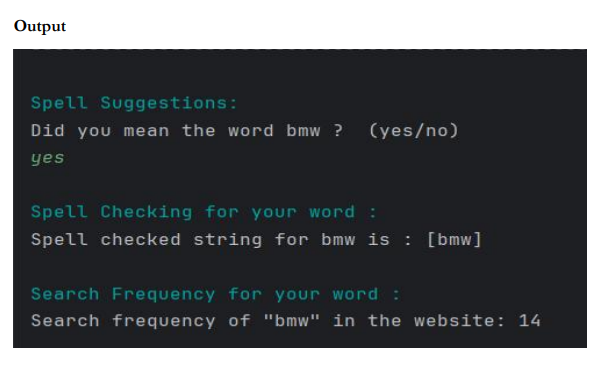 Output
Spell Suggestions:
Did you mean the word bmw ?  (yes/no)
yes
Spell Checking for your word :
Spell checked string for bmw is : [bmw]
Search Frequency for your word :
Search frequency of "bmw" in the website: 14